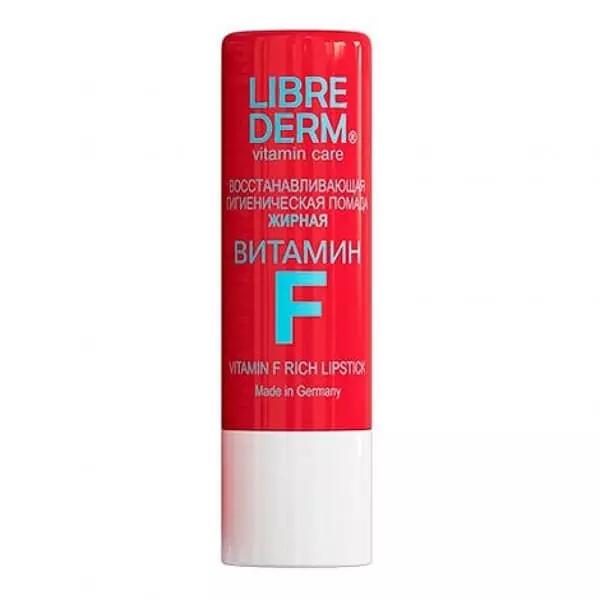 LIBRE
DERM®
vitamin care
ВОССТАНАВЛИВАЮЩАЯ
ГИГИЕНИЧЕСКАЯ ПОМАДА
ЖИРНАЯ
ВИТАМИН
F
VITAMIN F RICH LIPSTICK
Made in Germany